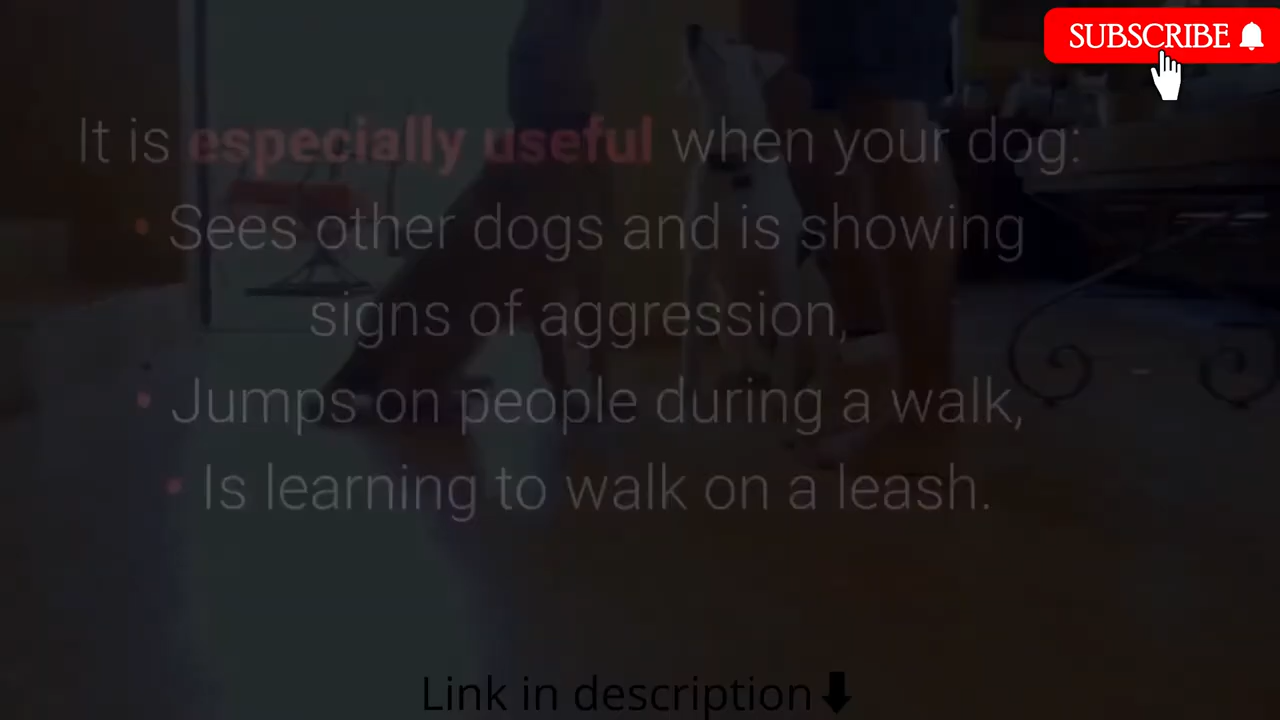 SUBSCRIBE
It is especially useful when your dog:
Sees other dogs and is showing
signs of aggression,
Jumps on people during a walk,
Is learning to walk on a leash.
Link in description